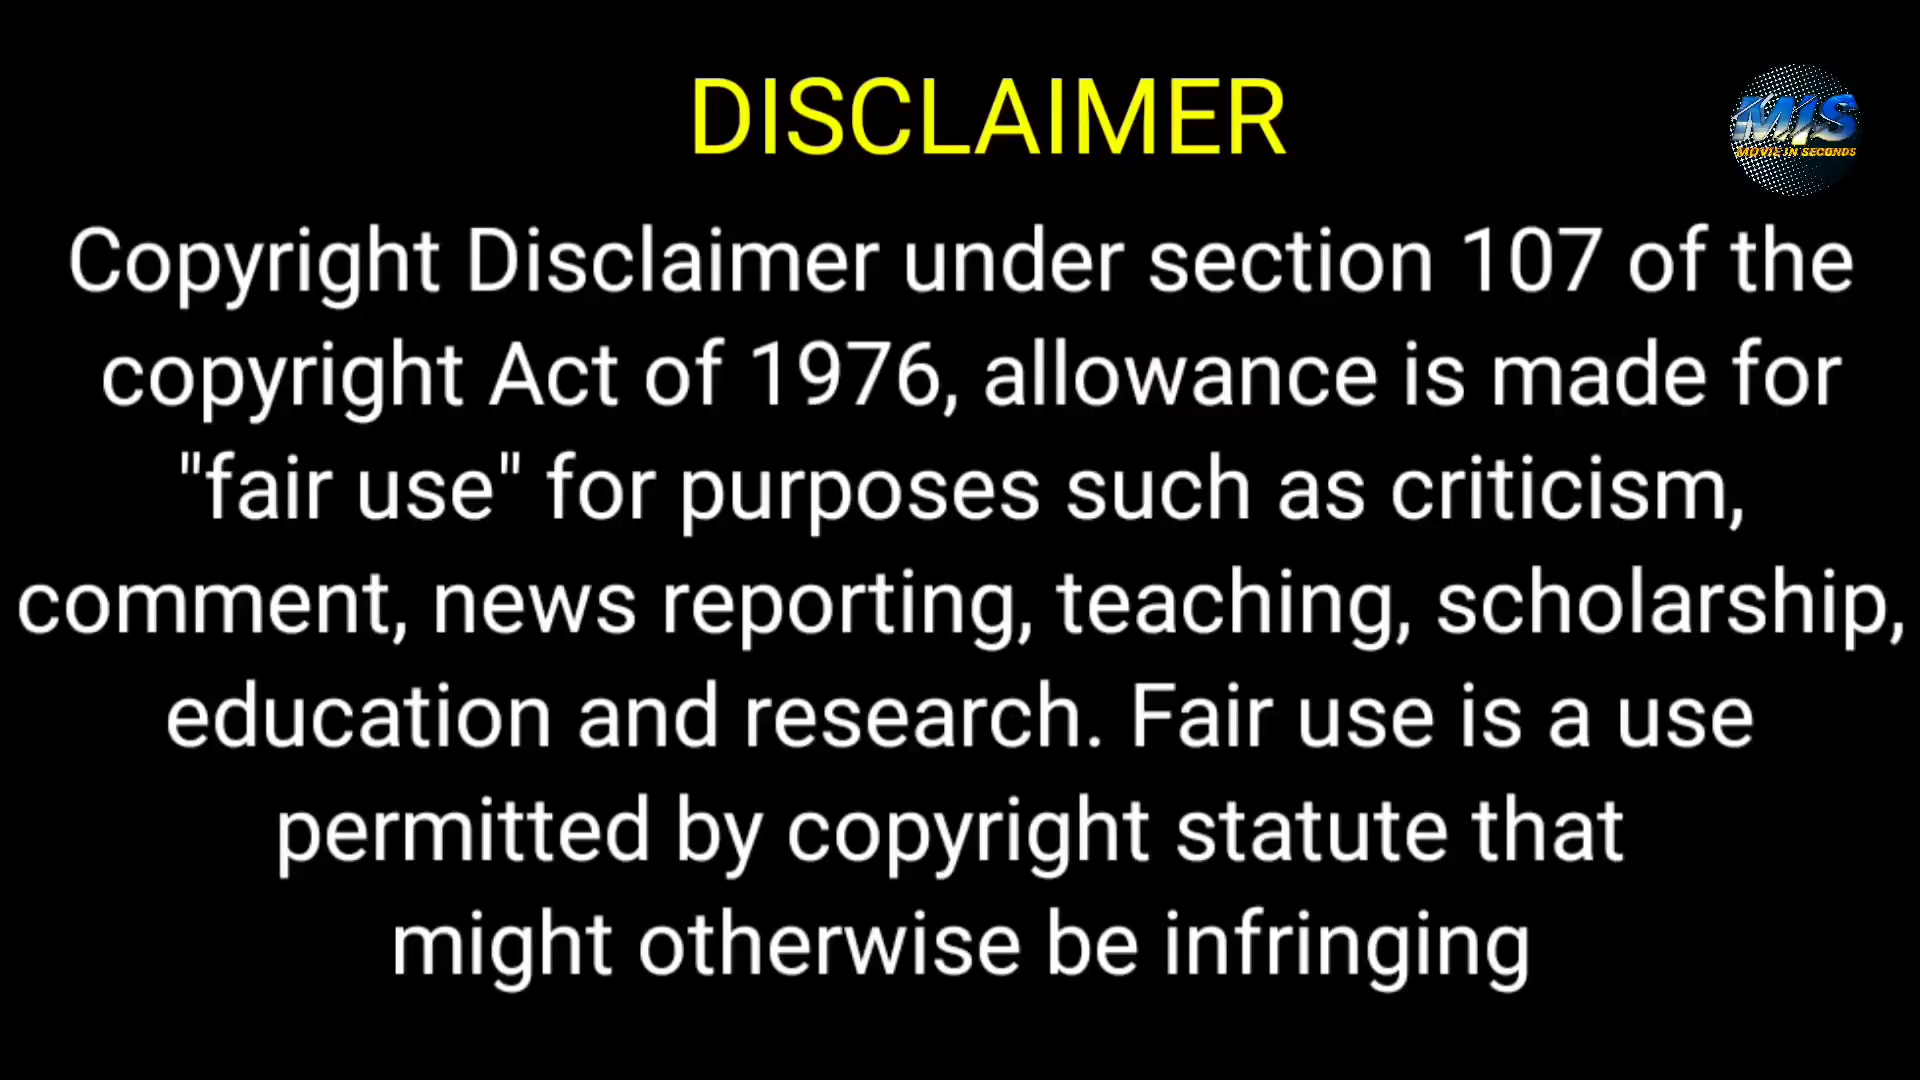 DISCLAIMER
MIS
MOVIE IN SECONDS
Copyright Disclaimer under section 107 of the
copyright Act of 1976, allowance is made for
"fair use" for purposes such as criticism,
comment, news reporting, teaching, scholarship,
education and research. Fair use is a use
permitted by copyright statute that
might otherwise be infringing